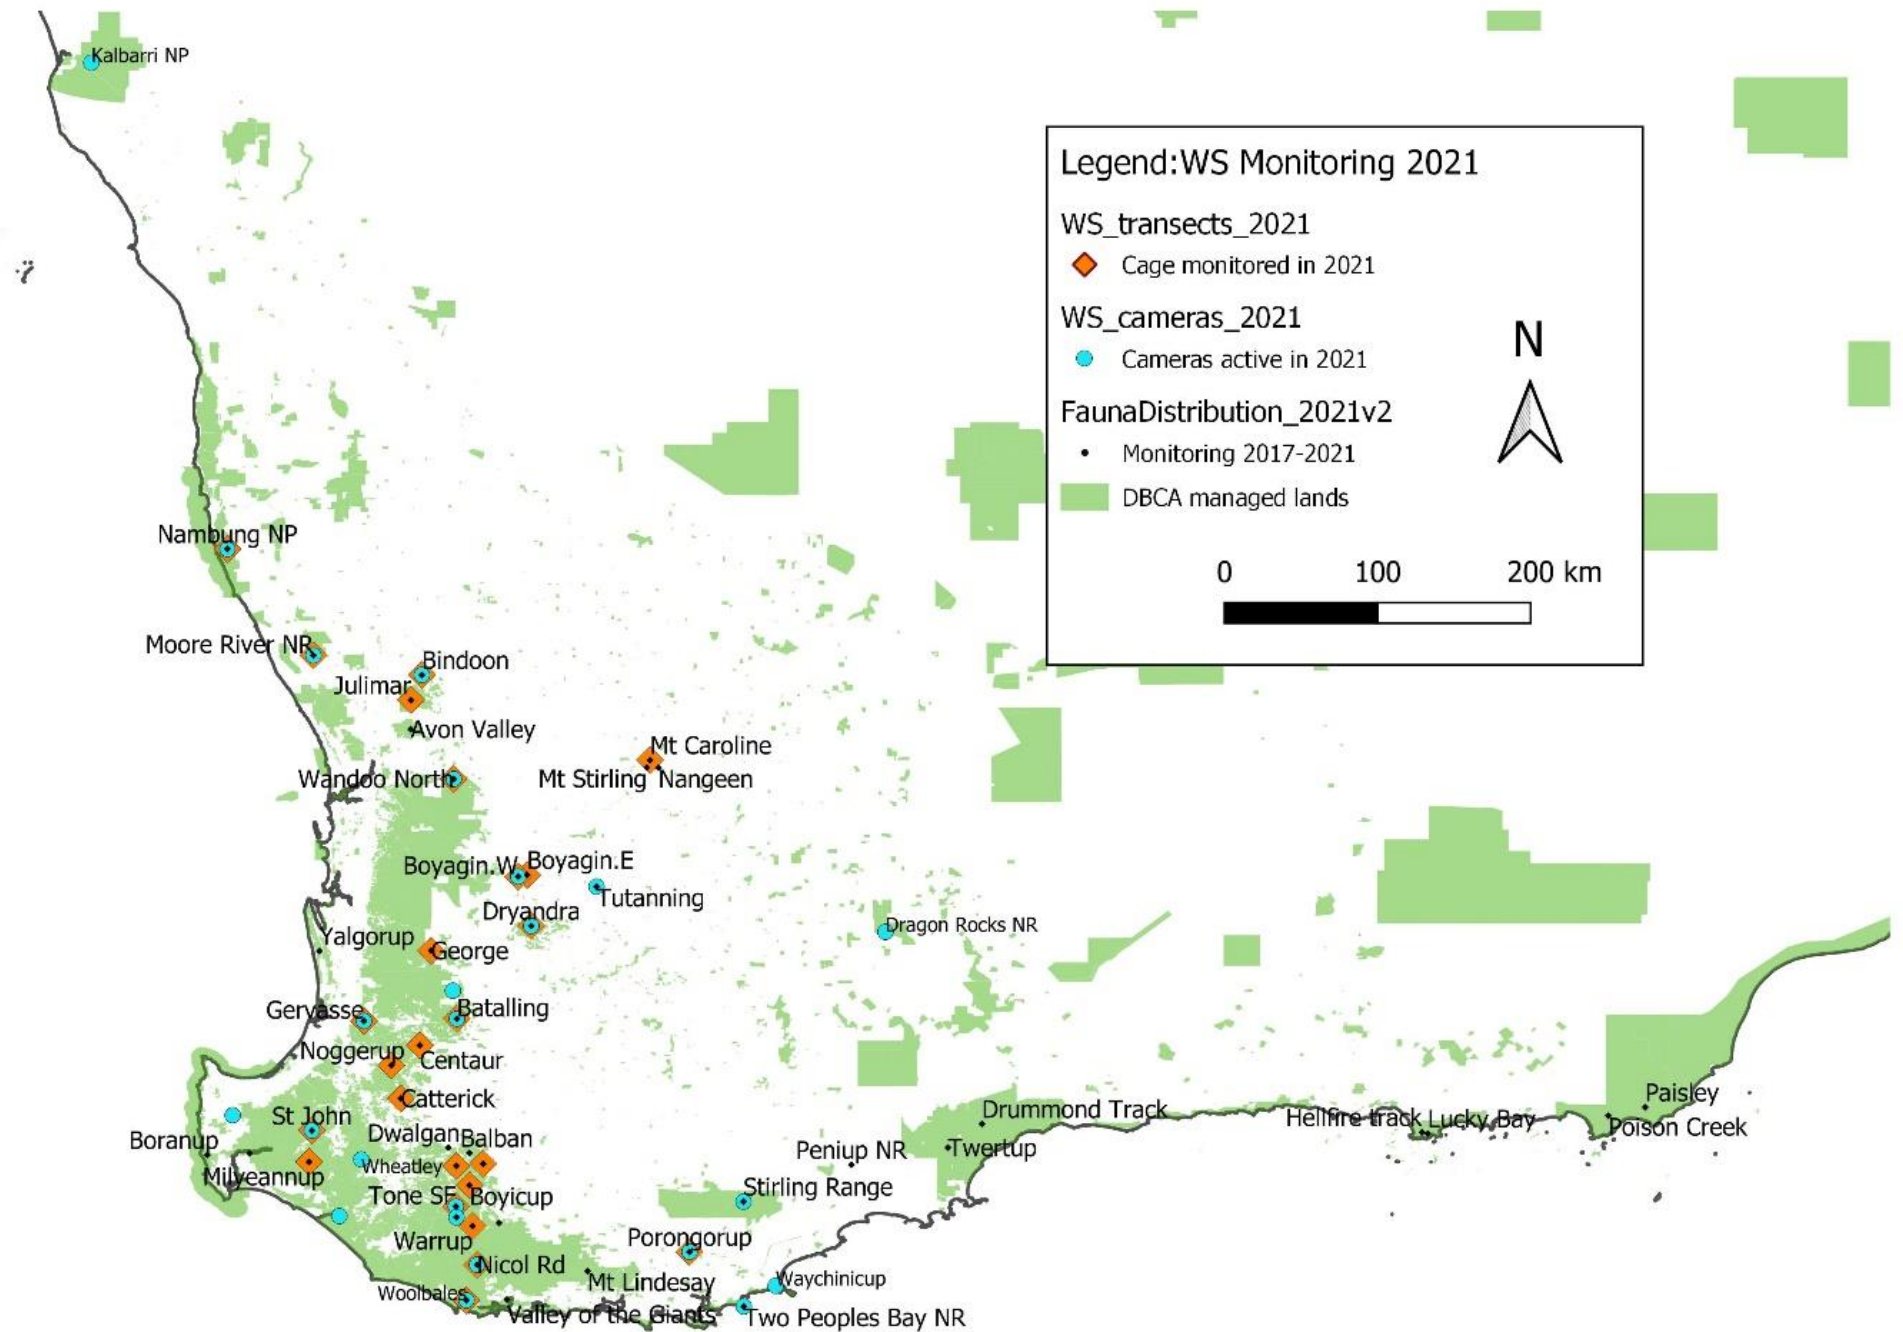 Kalbarri NP
Legend:WS Monitoring 2021
WS_transects_2021
Cage monitored in 2021
WS_cameras_2021
Cameras active in 2021
N
FaunaDistribution_2021v2
Monitoring 2017-2021
DBCA managed lands
0 100 200 km
Nambung NP
Moore River NR
Bindoon
Julimar
Avon Valley
Mt Caroline
Wandoo North
Mt Stirling Nangeen
Boyagin.W Boyagin.E
Tutanning
Dryandra
Dragon Rocks NR
Yalgorup
George
Gervasse
Batalling
Noggerup
Centaur
Catterick
St John
Dwalgan
Balban
Boranup
Wheatley
Milyeannup
Tone SF
Boyicup
Warrup
Nicol Rd
Woolbales
Valley of the Giants
Mt Lindesay
Porongorup
Stirling Range
Peniup NR
Drummond Track
Twertup
Waychinicup
Two Peoples Bay NR
Hellfire track Lucky Bay
Paisley
Poison Creek